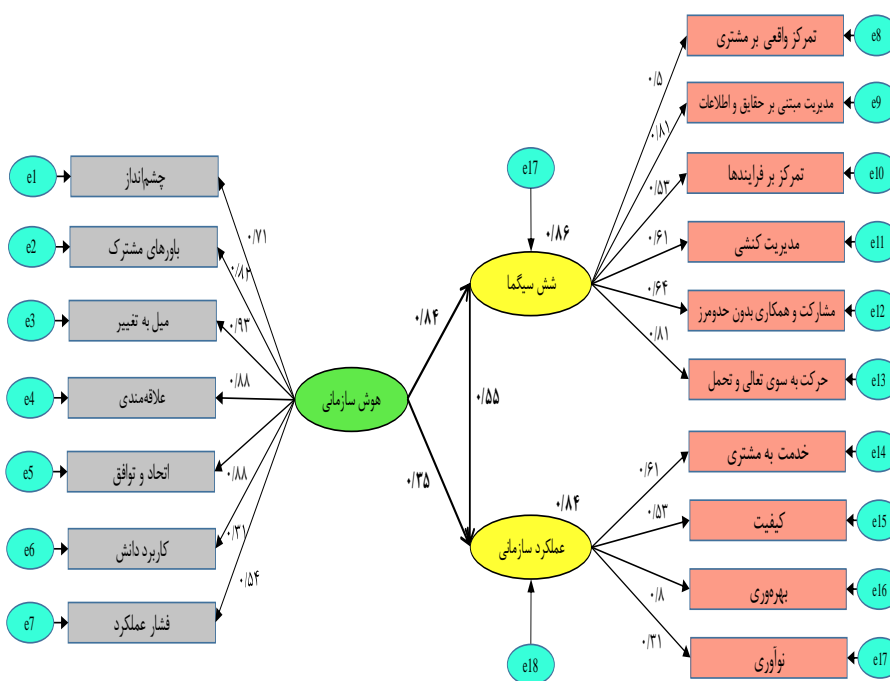 e1
چشم‌انداز
۰/۷۱
e2
باورهای مشترک
۰/۸۲
e3
میل به تغییر
۰/۹۳
e4
علاقه‌مندی
۰/۸۸
e5
اتحاد و توافق
۰/۸۸
e6
کاربرد دانش
۰/۳۱
e7
فشار عملکرد
۰/۵۴
هوش سازمانی
۰/۸۴
۰/۳۵
۰/۵۵
e17
۰/۸۶
شش سیگما
۰/۸۴
عملکرد سازمانی
e18
تمرکز واقعی بر مشتری
e8
۰/۵
مدیریت مبتنی بر حقایق و اطلاعات
e9
۰/۸۱
تمرکز بر فرایندها
e10
۰/۵۳
مدیریت کنشی
e11
۰/۶۱
مشارکت و همکاری بدون حدومرز
e12
۰/۶۴
حرکت به سوی تعالی و تحمل
e13
۰/۸۱
خدمت به مشتری
e14
۰/۶۱
کیفیت
e15
۰/۵۳
بهره‌وری
e16
۰/۸
نوآوری
e17
۰/۳۱